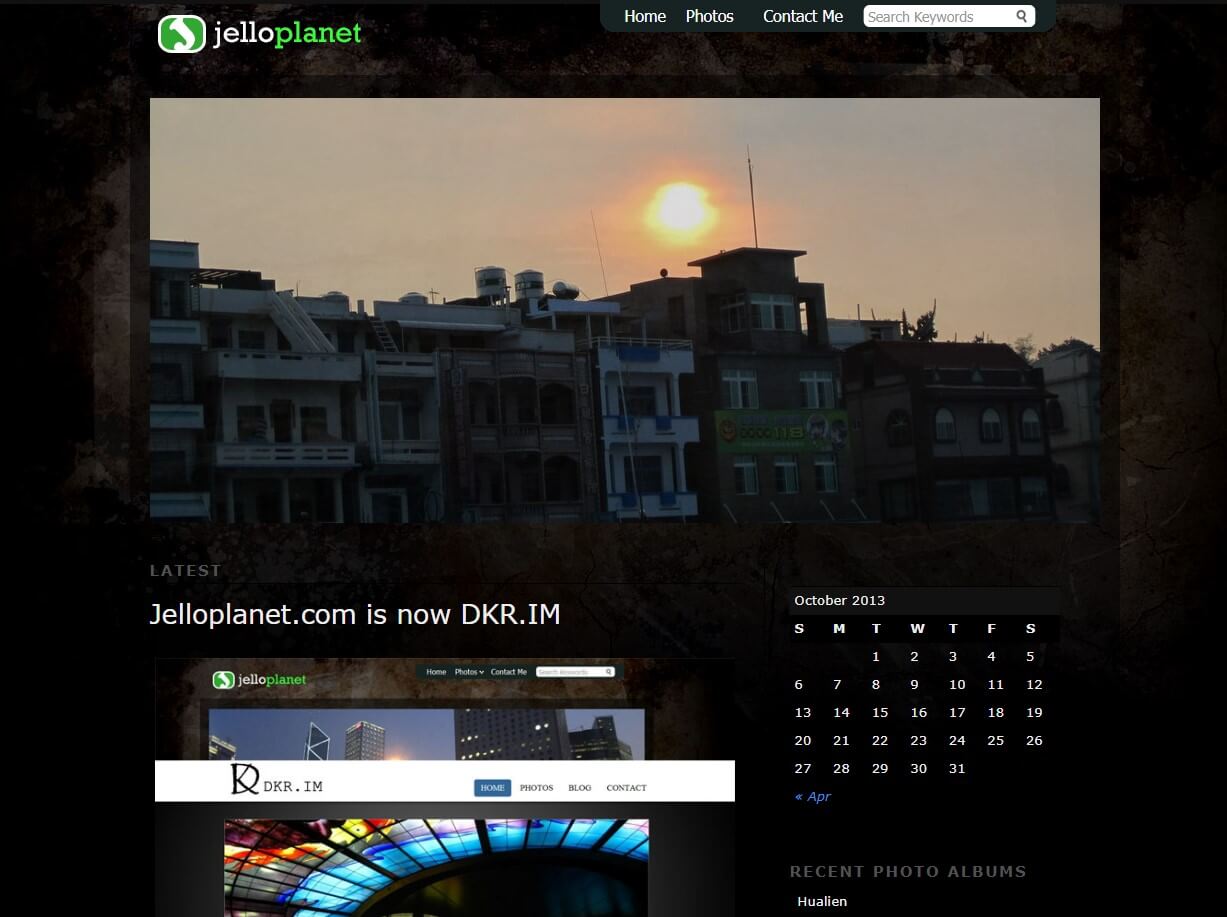 jelloplanet
Home Photos Contact Me Search Keywords
LATEST
Jelloplanet.com is now DKR.IM
jelloplanet
Home Photos Contact Me Search Keywords
DKR.IM
HOME PHOTOS BLOG CONTACT
October 2013
S M T W T F S
1 2 3 4 5
6 7 8 9 10 11 12
13 14 15 16 17 18 19
20 21 22 23 24 25 26
27 28 29 30 31
« Apr
RECENT PHOTO ALBUMS
Hualien